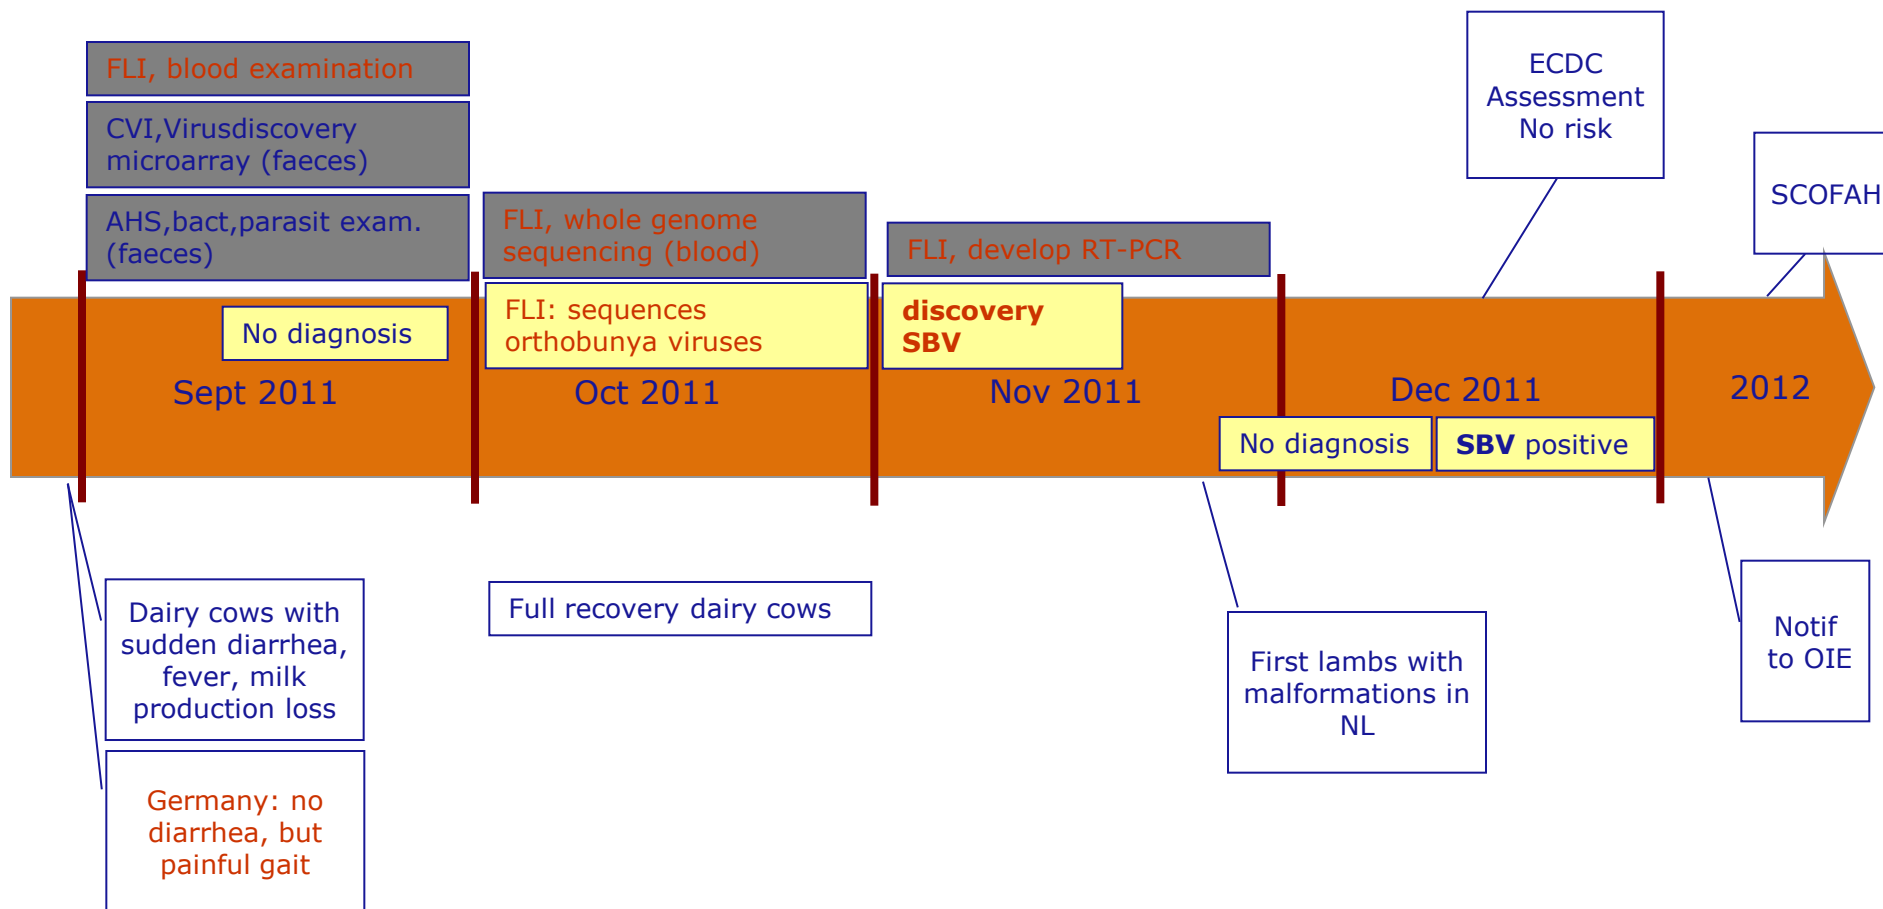 FLI, blood examination
CVI,Virusdiscovery
microarray (faeces)
AHS,bact,parasit exam.
(faeces)
FLI, whole genome
sequencing (blood)
FLI, develop RT-PCR
ECDC
Assessment
No risk
SCOFAH
No diagnosis
FLI: sequences
orthobunya viruses
discovery
SBV
Sept 2011
Oct 2011
Nov 2011
Dec 2011
2012
No diagnosis
SBV positive
Dairy cows with
sudden diarrhea,
fever, milk
production loss
Full recovery dairy cows
First lambs with
malformations in
NL
Notif
to OIE
Germany: no
diarrhea, but
painful gait